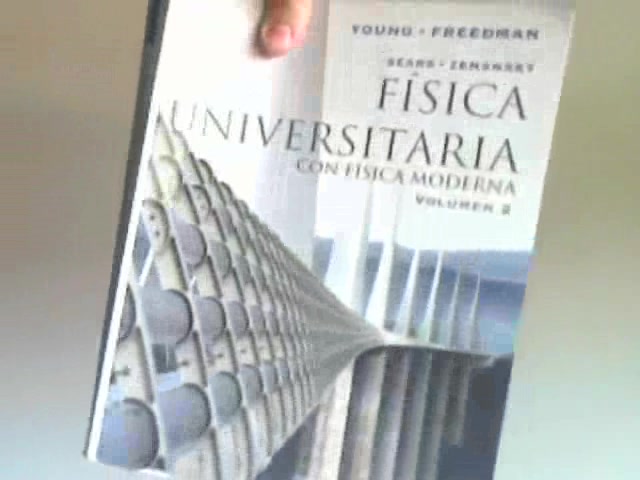 YOUNG • FREEDMAN
SEARS • ZEMANSKY
FÍSICA
UNIVERSITARIA
CON FÍSICA MODERNA
VOLUMEN 2